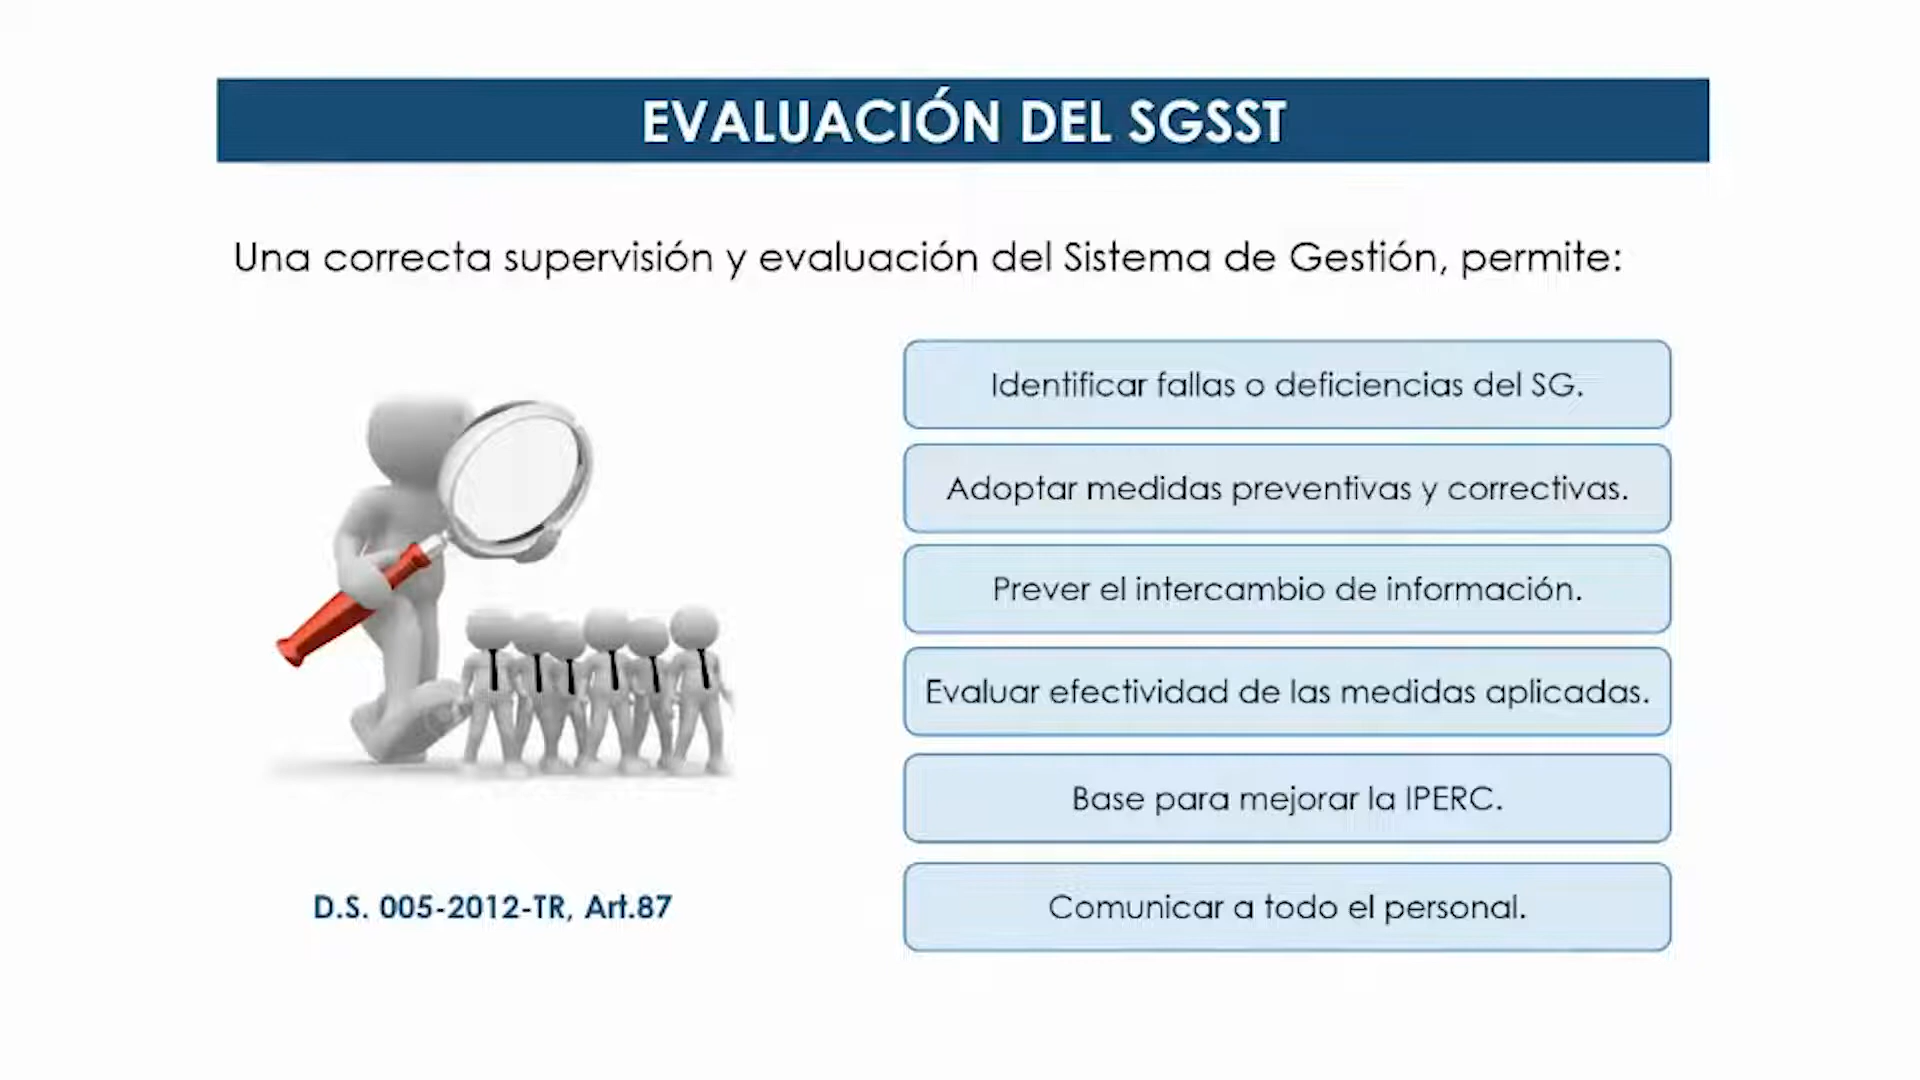 EVALUACIÓN DEL SGSST
Una correcta supervisión y evaluación del Sistema de Gestión, permite:
Identificar fallas o deficiencias del SG.
Adoptar medidas preventivas y correctivas.
Prever el intercambio de información.
Evaluar efectividad de las medidas aplicadas.
Base para mejorar la IPERC.
Comunicar a todo el personal.
D.S. 005-2012-TR, Art.87